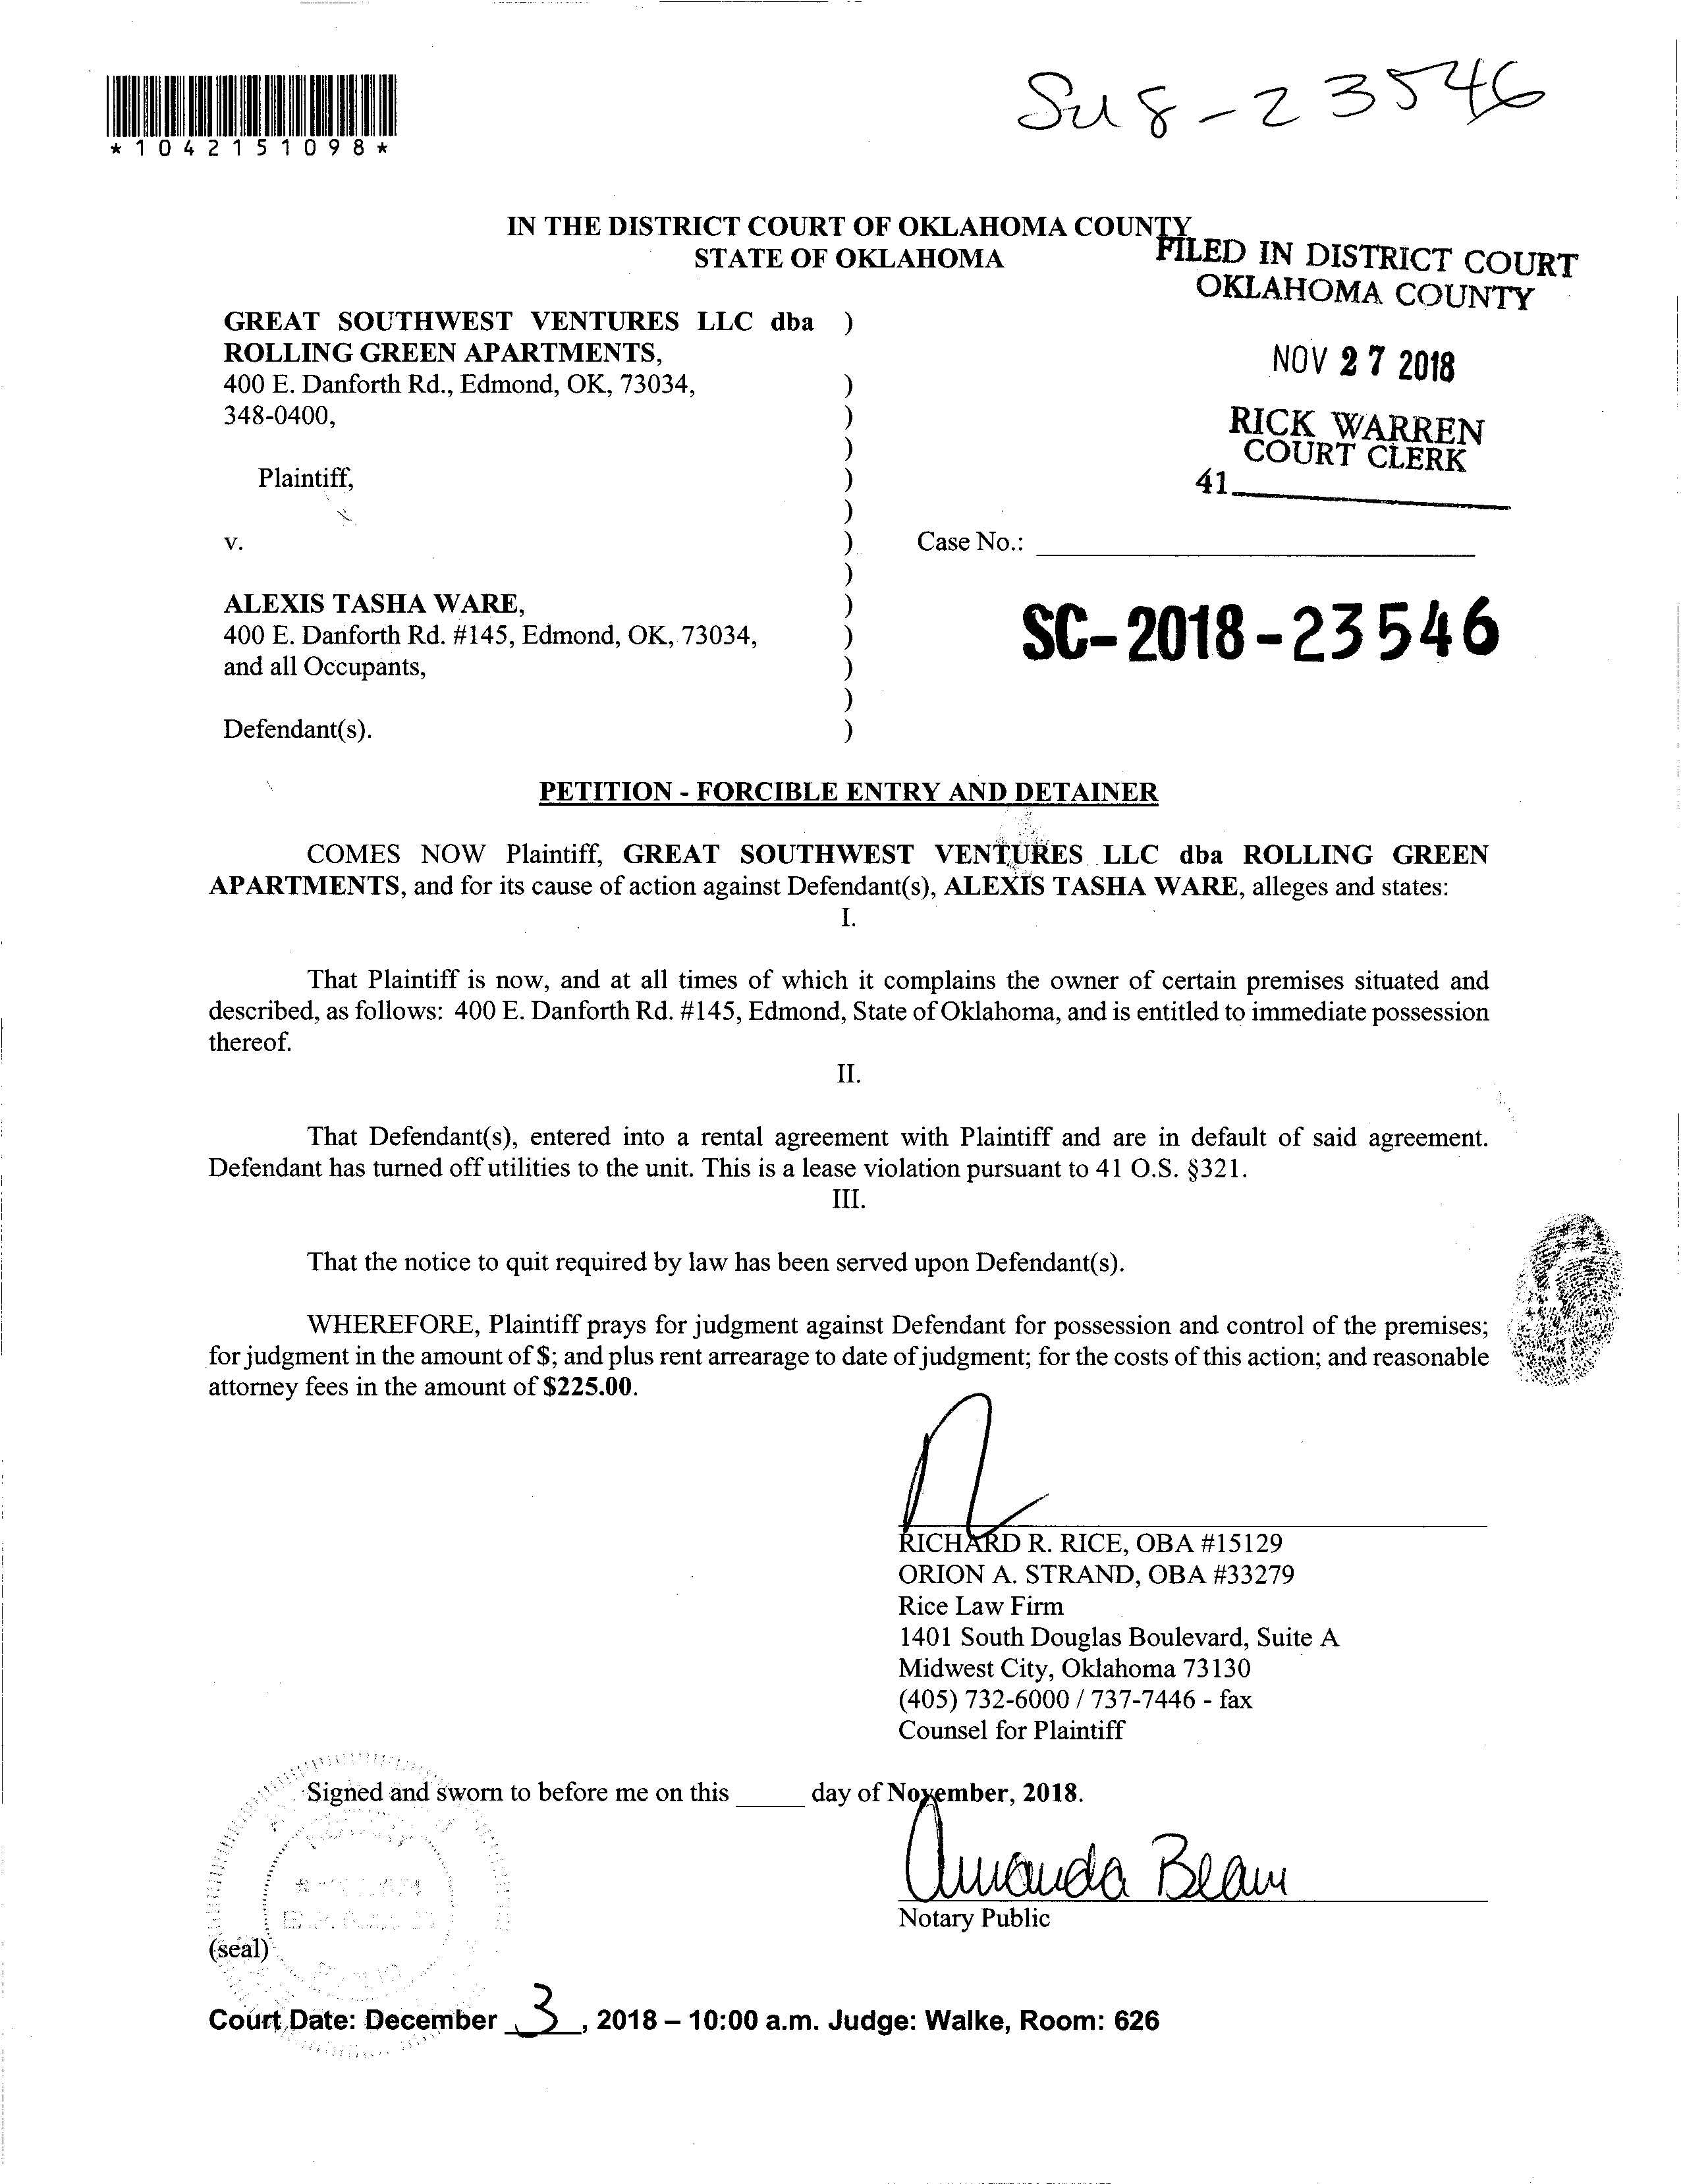 *1042151098*
IN THE DISTRICT COURT OF OKLAHOMA COUNTY
STATE OF OKLAHOMA
FILED IN DISTRICT COURT
OKLAHOMA COUNTY
NOV 27 2018
RICK WARREN
COURT CLERK
41
GREAT SOUTHWEST VENTURES LLC dba )
ROLLING GREEN APARTMENTS,
400 E. Danforth Rd., Edmond, OK, 73034, )
348-0400, )
)
Plaintiff, )
)
v. ) Case No.:
)
ALEXIS TASHA WARE, )
400 E. Danforth Rd. #145, Edmond, OK, 73034, )
and all Occupants, )
)
Defendant(s). )
SC-2018-23546
PETITION - FORCIBLE ENTRY AND DETAINER
COMES NOW Plaintiff, GREAT SOUTHWEST VENTURES LLC dba ROLLING GREEN
APARTMENTS, and for its cause of action against Defendant(s), ALEXIS TASHA WARE, alleges and states:
I.
That Plaintiff is now, and at all times of which it complains the owner of certain premises situated and
described, as follows: 400 E. Danforth Rd. #145, Edmond, State of Oklahoma, and is entitled to immediate possession
thereof.
II.
That Defendant(s), entered into a rental agreement with Plaintiff and are in default of said agreement.
Defendant has turned off utilities to the unit. This is a lease violation pursuant to 41 O.S. §321.
III.
That the notice to quit required by law has been served upon Defendant(s).
WHEREFORE, Plaintiff prays for judgment against Defendant for possession and control of the premises;
for judgment in the amount of $; and plus rent arrearage to date of judgment; for the costs of this action; and reasonable
attorney fees in the amount of $225.00.
RICHARD R. RICE, OBA #15129
ORION A. STRAND, OBA #33279
Rice Law Firm
1401 South Douglas Boulevard, Suite A
Midwest City, Oklahoma 73130
(405) 732-6000 / 737-7446 - fax
Counsel for Plaintiff
Signed and sworn to before me on this _____ day of November, 2018.
Amanda Beam
Notary Public
(seal)
Court Date: December 3, 2018 – 10:00 a.m. Judge: Walke, Room: 626